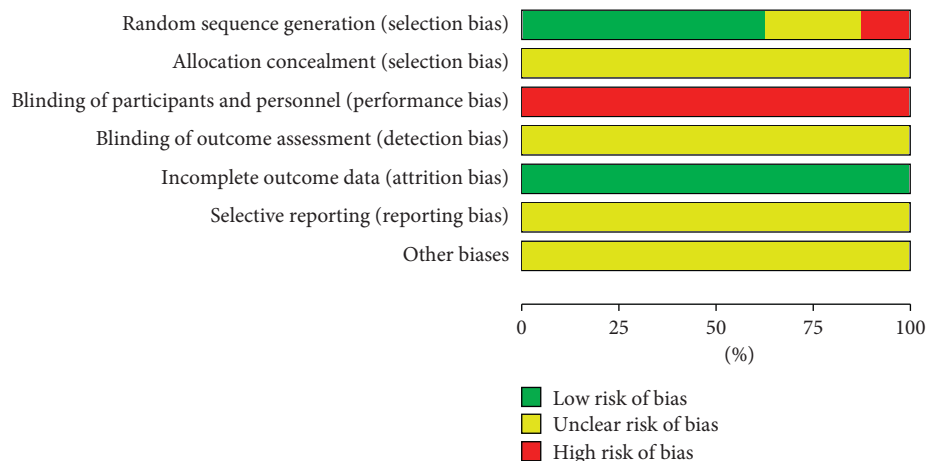 Random sequence generation (selection bias)
Allocation concealment (selection bias)
Blinding of participants and personnel (performance bias)
Blinding of outcome assessment (detection bias)
Incomplete outcome data (attrition bias)
Selective reporting (reporting bias)
Other biases
0 25 50 75 100
(%)
Low risk of bias
Unclear risk of bias
High risk of bias